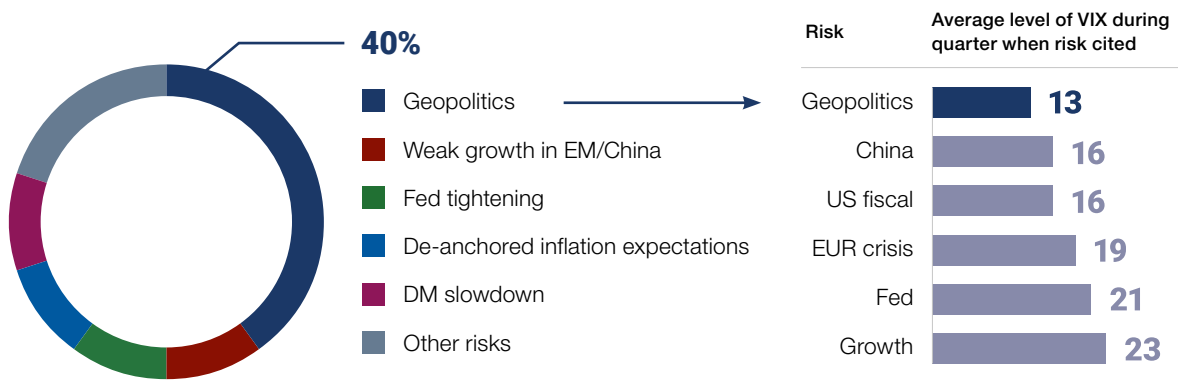 40%
Geopolitics
Weak growth in EM/China
Fed tightening
De-anchored inflation expectations
DM slowdown
Other risks
Risk
Average level of VIX during
quarter when risk cited
Geopolitics 13
China 16
US fiscal 16
EUR crisis 19
Fed 21
Growth 23